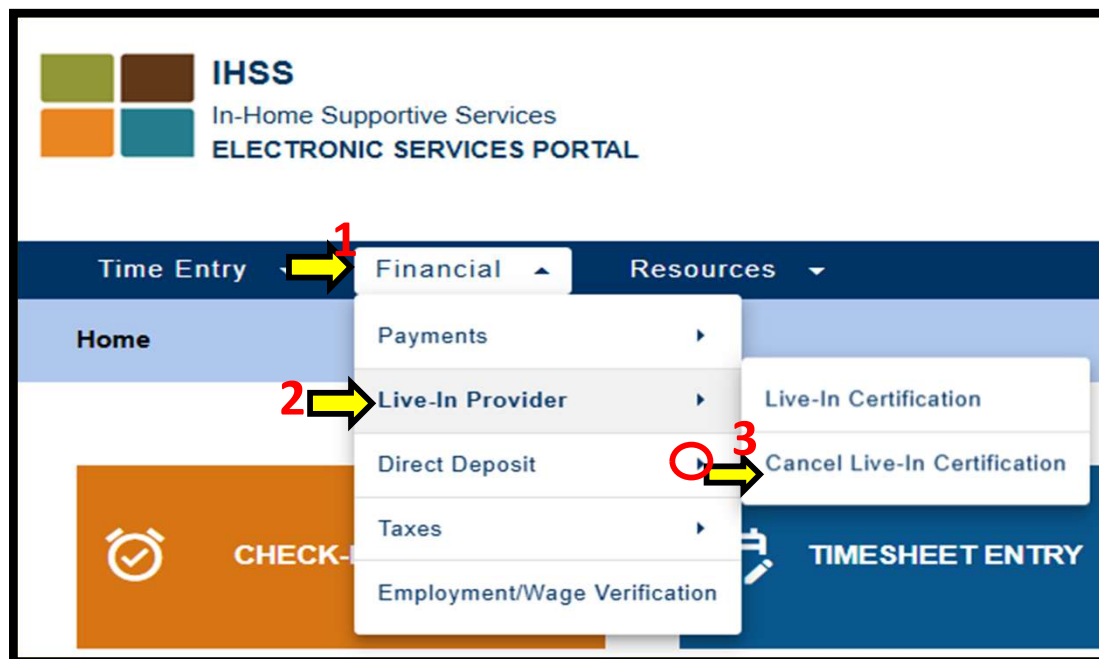 IHSS
In-Home Supportive Services
ELECTRONIC SERVICES PORTAL
1
Time Entry Financial Resources
Home
Payments
2
Live-In Provider
Live-In Certification
3
Direct Deposit
Cancel Live-In Certification
Taxes
CHECK-
TIMESHEET ENTRY
Employment/Wage Verification